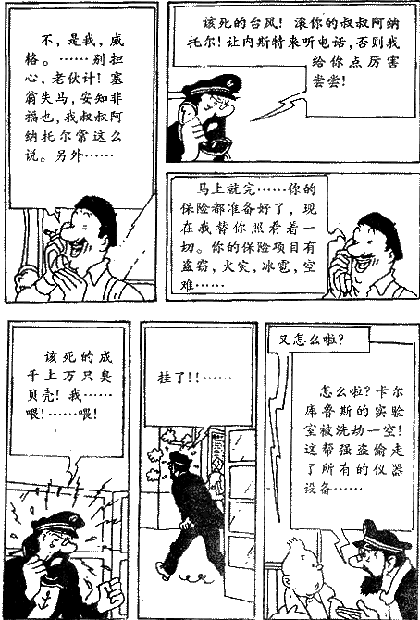 不，是我，威
格。……别担
心，老伙计！塞
翁失马，安知非
福也，我叔叔阿
纳托尔常这么
说。另外……
该死的台风！滚你的叔叔阿纳
托尔！让内斯特来听电话，否则我
给你点厉害
尝尝！
马上就完……你的
保险都准备好了，现
在我替你照看着一
切。你的保险项目有
盗窃，火灾，冰雹，空
难……
该死的成
千上万只臭
贝壳！我……
喂！……喂！
挂了！！……
又怎么啦？
怎么啦？卡尔
库鲁斯的实验
室被洗劫一空！
这帮强盗偷走
了所有的仪器
设备……